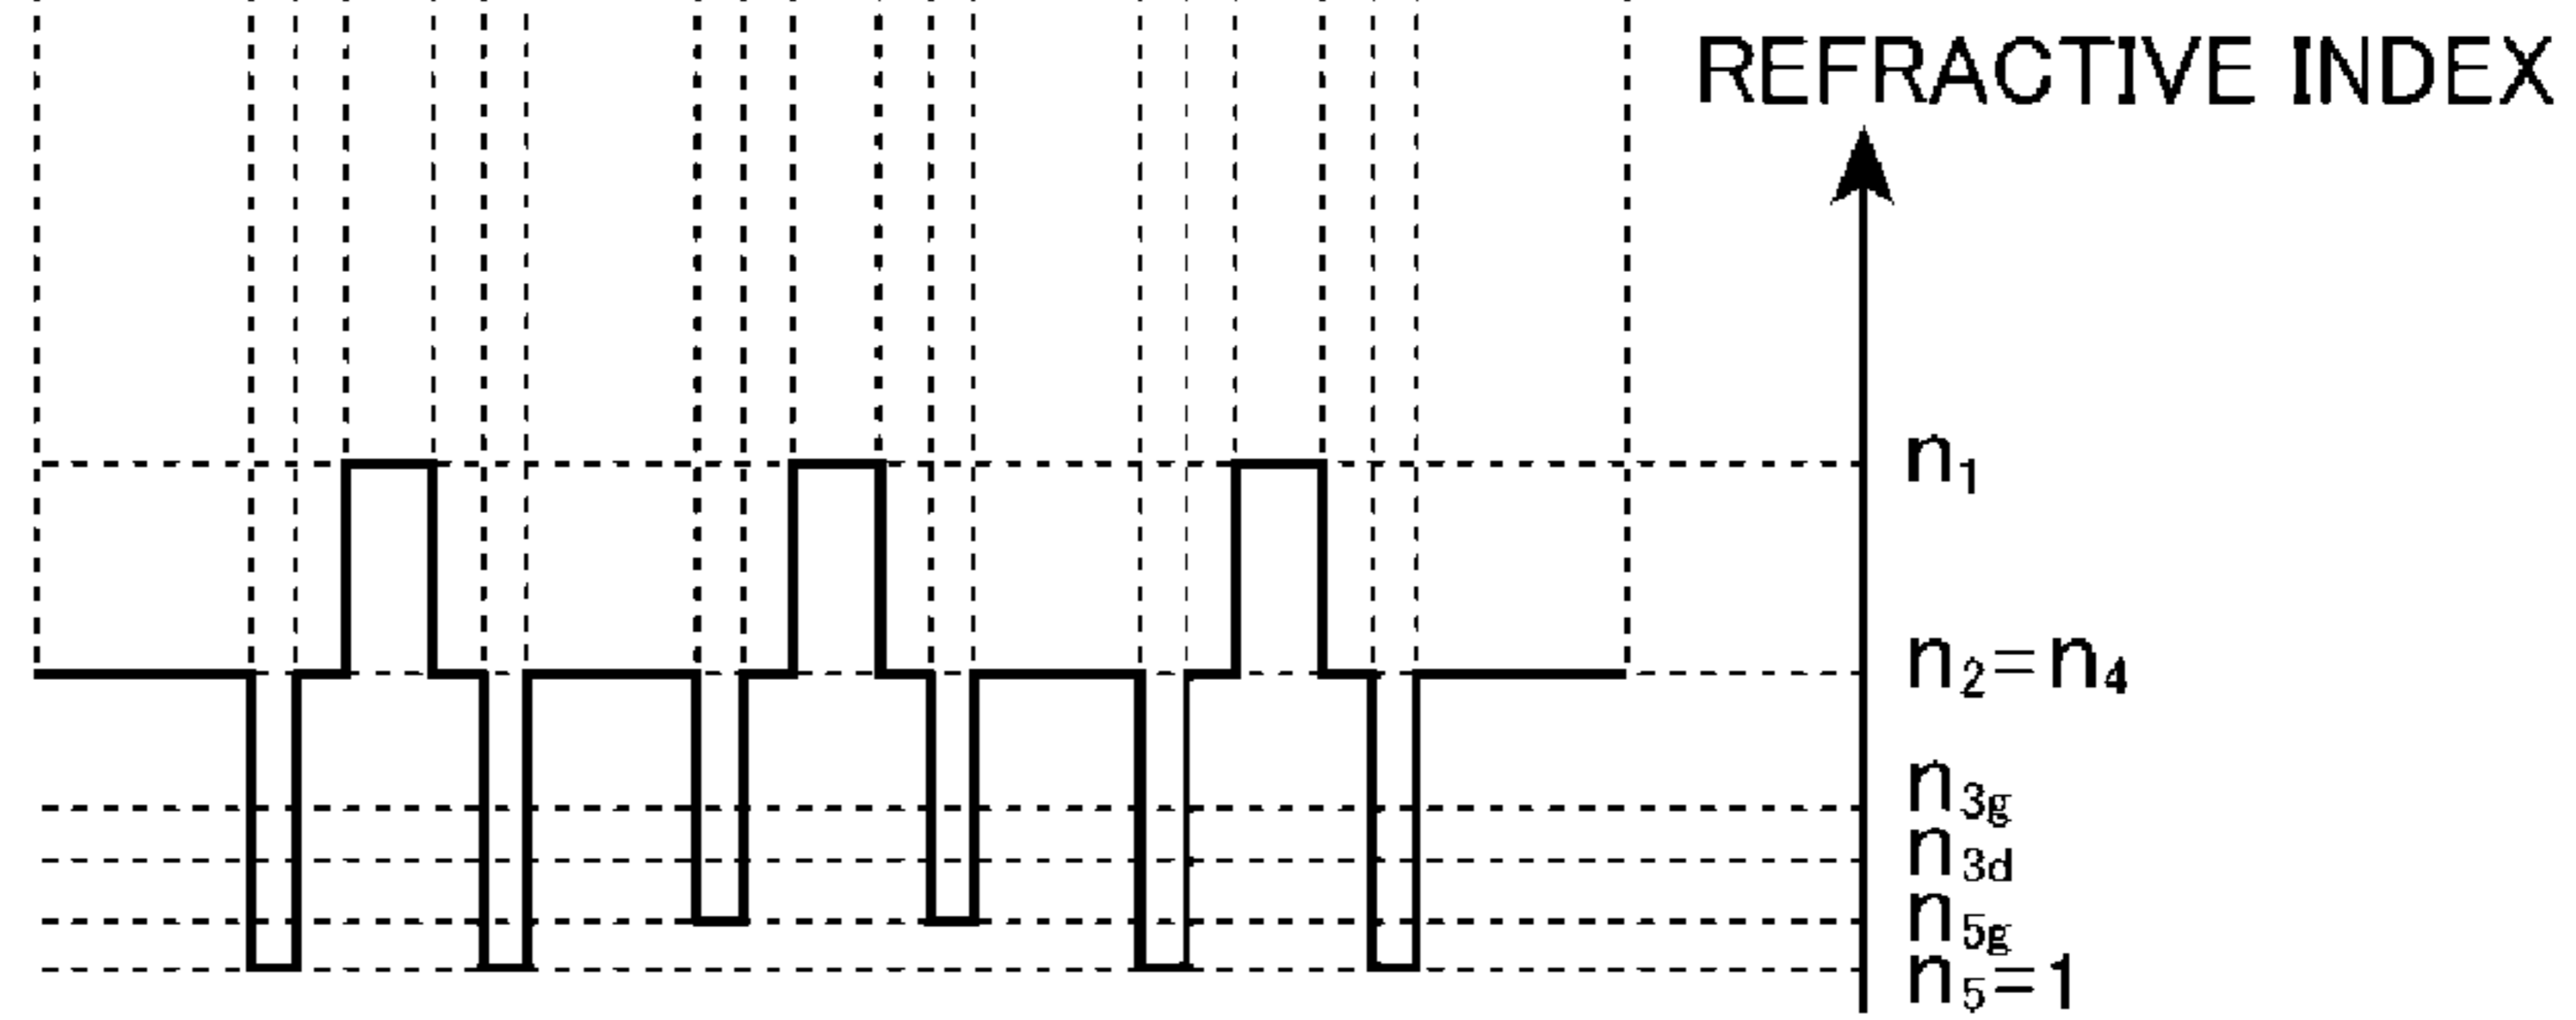 REFRACTIVE INDEX
n₁
n₂=n₄
n₃g
n₃d
n₅g
n₅=1